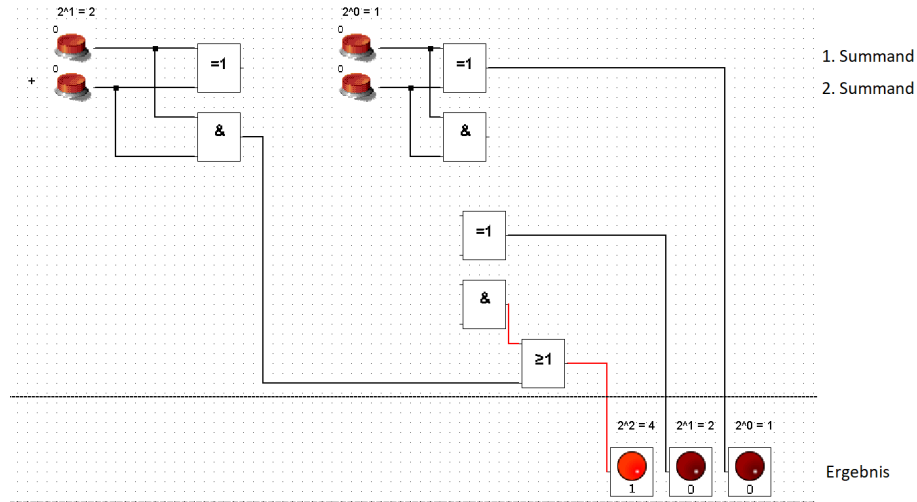 2^1 = 2
2^0 = 1
0
0
=1
=1
1. Summand
+
0
0
2. Summand
&
&
=1
&
≥1
2^2 = 4
2^1 = 2
2^0 = 1
1
0
0
Ergebnis